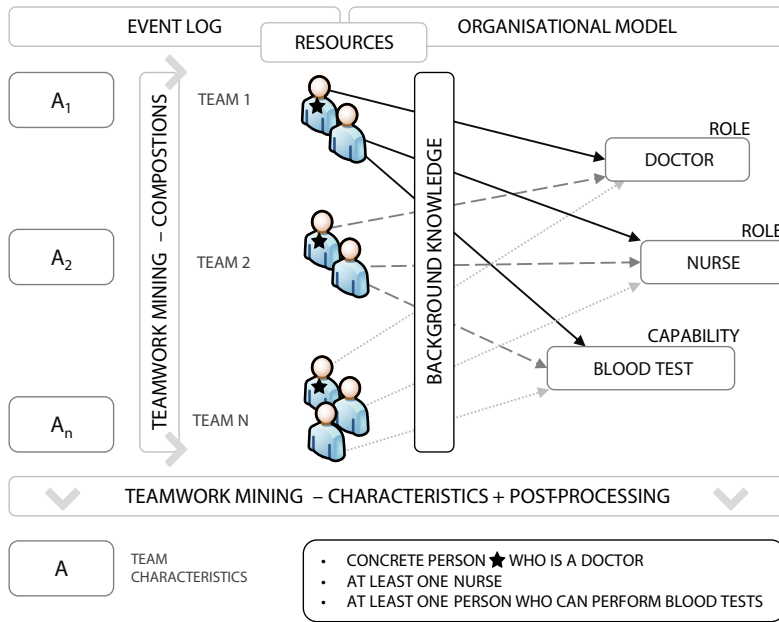 EVENT LOG
ORGANISATIONAL MODEL
RESOURCES
A1
TEAMWORK MINING – COMPOSTIONS
TEAM 1
BACKGROUND KNOWLEDGE
ROLE
DOCTOR
A2
TEAM 2
ROLE
NURSE
CAPABILITY
BLOOD TEST
An
TEAM N
TEAMWORK MINING – CHARACTERISTICS + POST-PROCESSING
A
TEAM
CHARACTERISTICS
• CONCRETE PERSON ★ WHO IS A DOCTOR
• AT LEAST ONE NURSE
• AT LEAST ONE PERSON WHO CAN PERFORM BLOOD TESTS